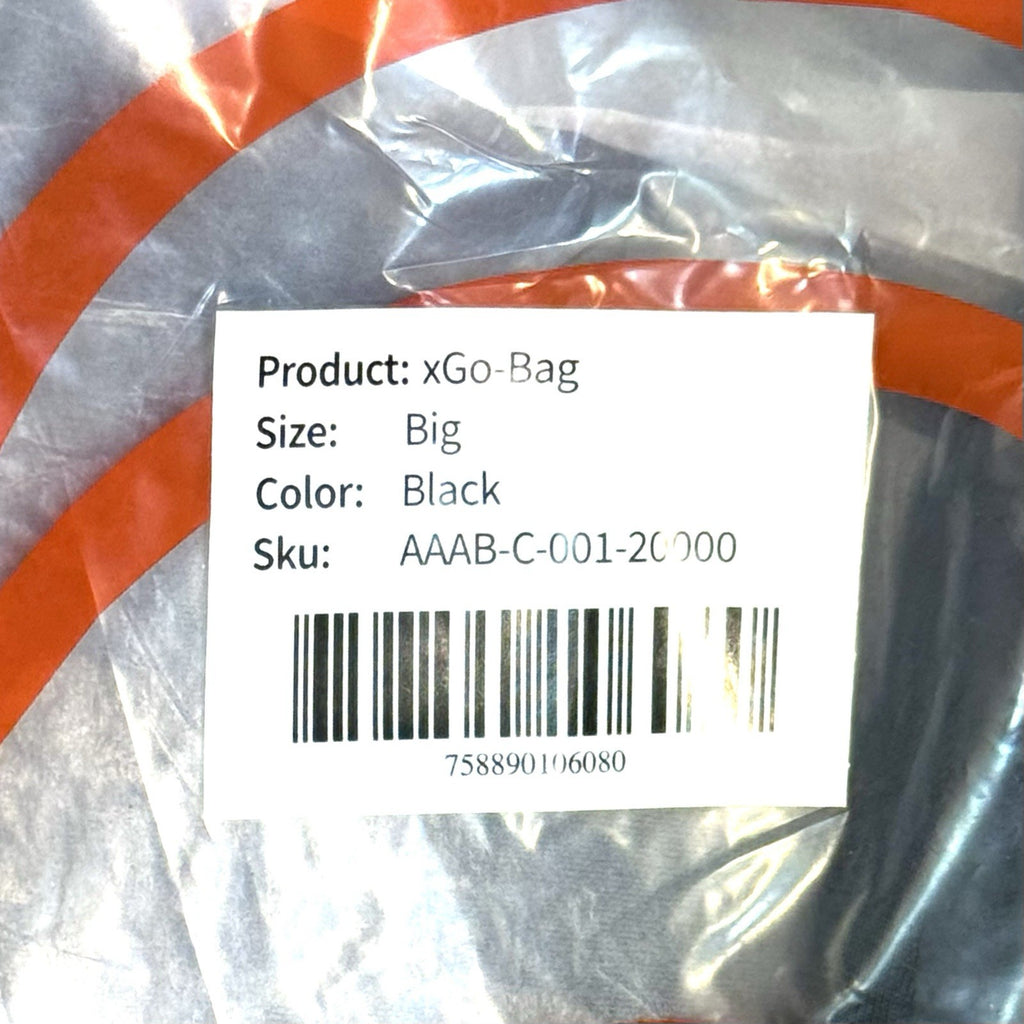 Product: xGo-Bag
Size: Big
Color: Black
Sku: AAAB-C-001-20000
758890106080